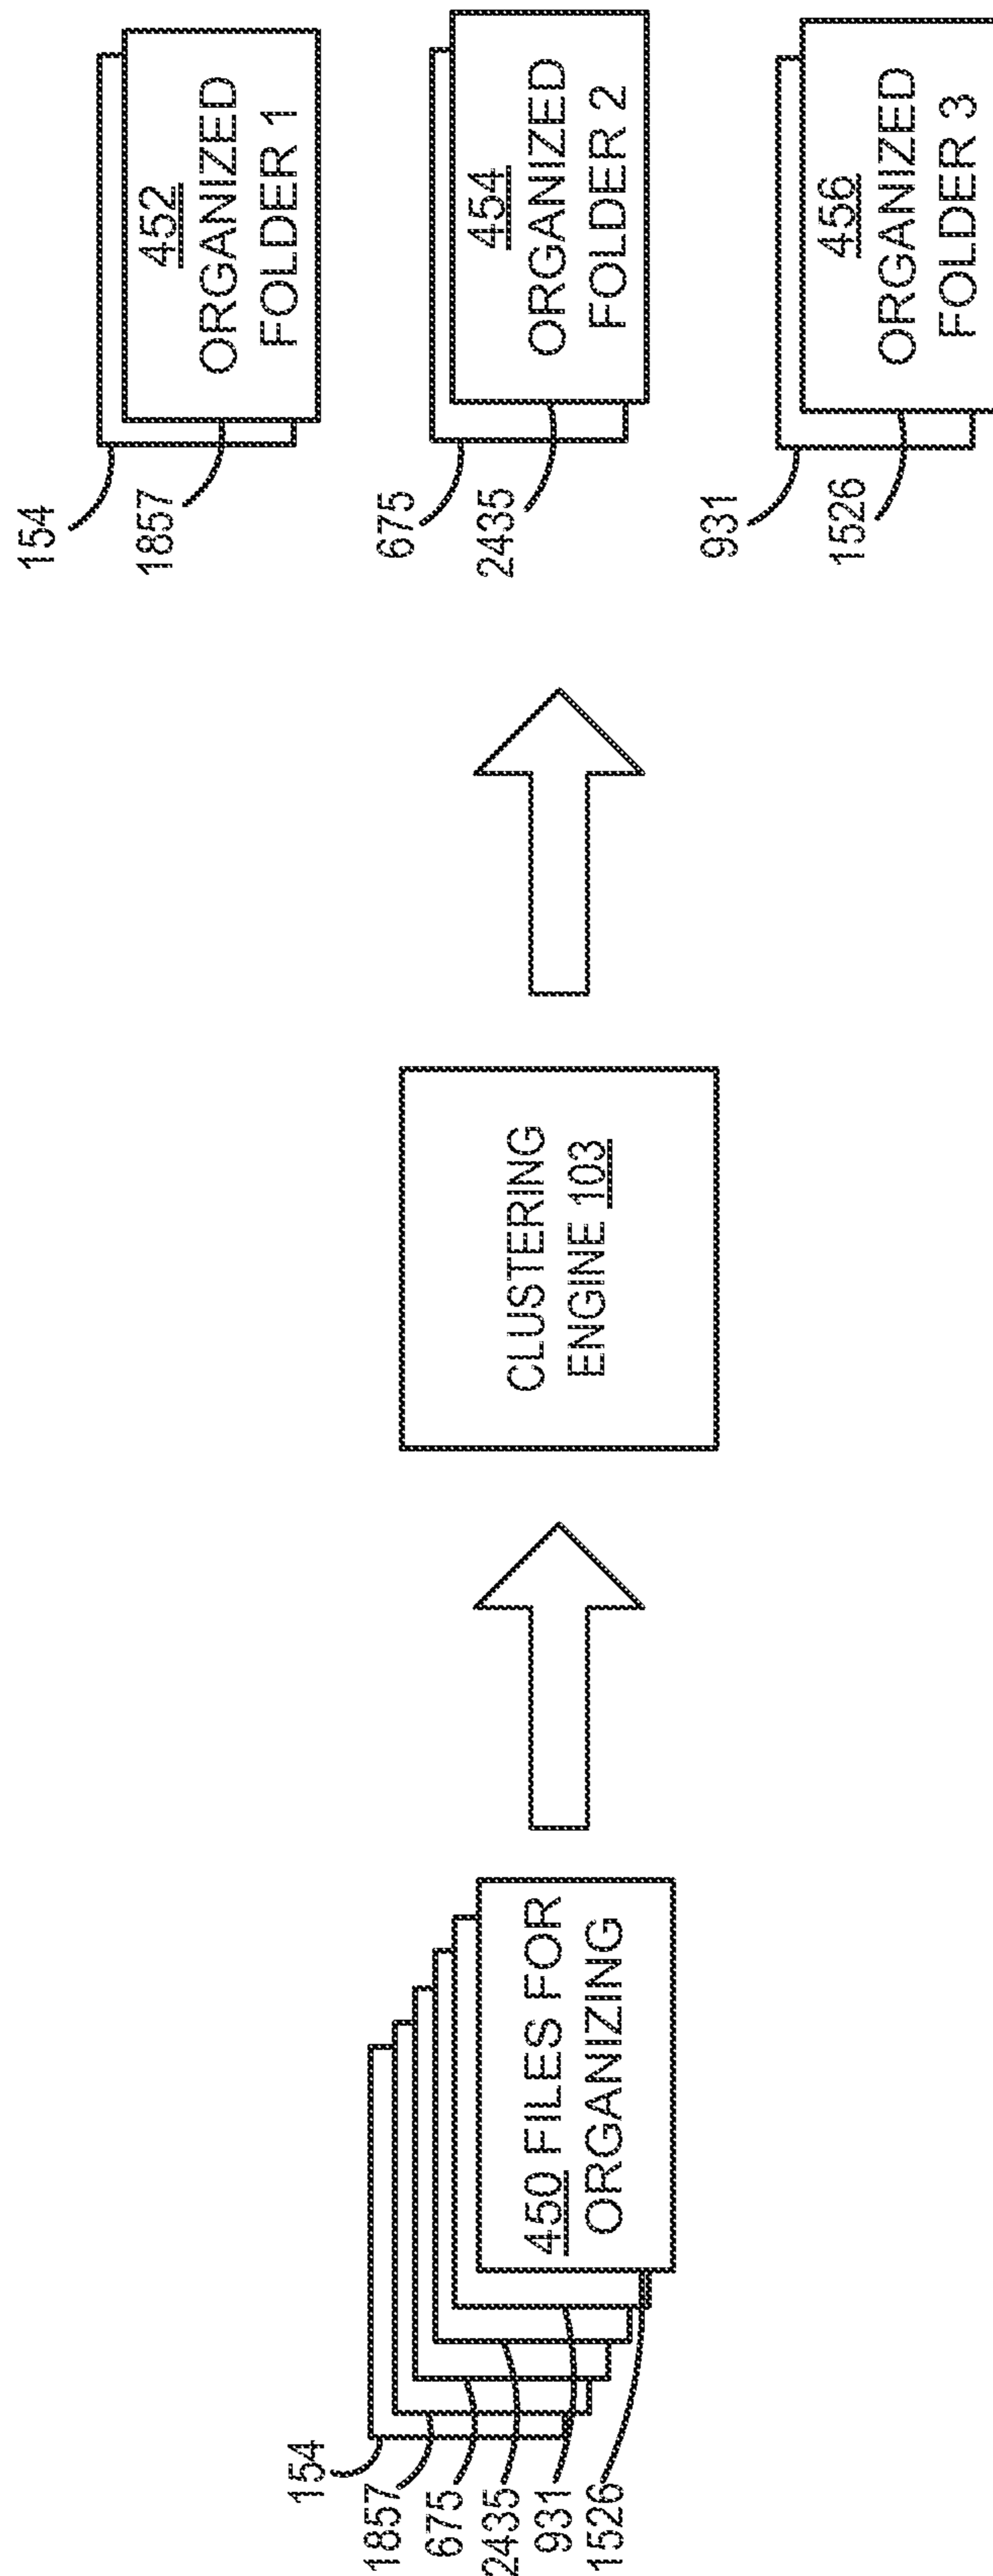 154
1857
675
2435
931
1526
450 FILES FOR
ORGANIZING
CLUSTERING
ENGINE 103
154
1857
452
ORGANIZED
FOLDER 1
675
2435
454
ORGANIZED
FOLDER 2
931
1526
456
ORGANIZED
FOLDER 3